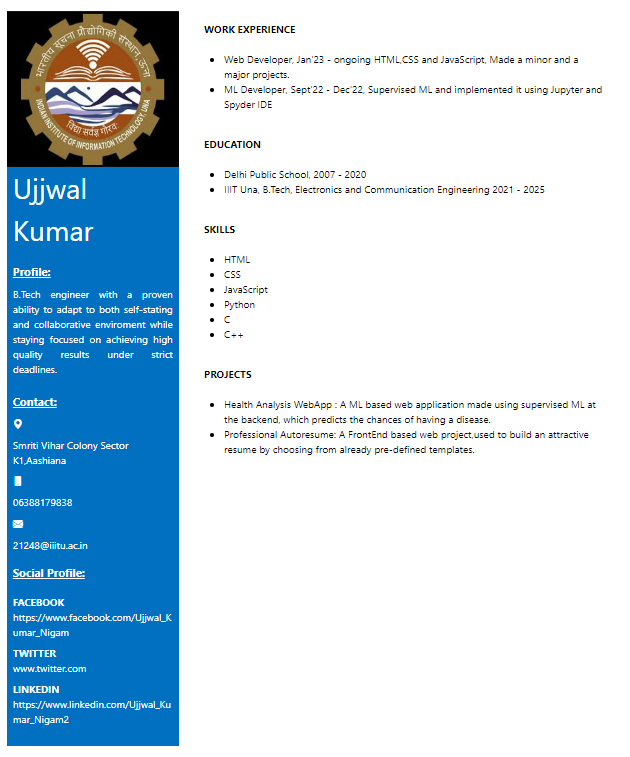 भारतीय सूचना प्रौद्योगिकी संस्थान, ऊना
INDIAN INSTITUTE OF INFORMATION TECHNOLOGY, UNA
विद्या सर्वत्र गौरवः
Ujjwal
Kumar
Profile:
B.Tech engineer with a proven
ability to adapt to both self-stating
and collaborative enviroment while
staying focused on achieving high
quality results under strict
deadlines.
Contact:
Smriti Vihar Colony Sector
K1,Aashiana
06388179838
21248@iiitu.ac.in
Social Profile:
FACEBOOK
https://www.facebook.com/Ujjwal_K
umar_Nigam
TWITTER
www.twitter.com
LINKEDIN
https://www.linkedin.com/Ujjwal_Ku
mar_Nigam2
WORK EXPERIENCE
Web Developer, Jan'23 - ongoing HTML,CSS and JavaScript, Made a minor and a
major projects.
ML Developer, Sept'22 - Dec'22, Supervised ML and implemented it using Jupyter and
Spyder IDE
EDUCATION
Delhi Public School, 2007 - 2020
IIIT Una, B.Tech, Electronics and Communication Engineering 2021 - 2025
SKILLS
HTML
CSS
JavaScript
Python
C
C++
PROJECTS
Health Analysis WebApp : A ML based web application made using supervised ML at
the backend, which predicts the chances of having a disease.
Professional Autoresume: A FrontEnd based web project,used to build an attractive
resume by choosing from already pre-defined templates.